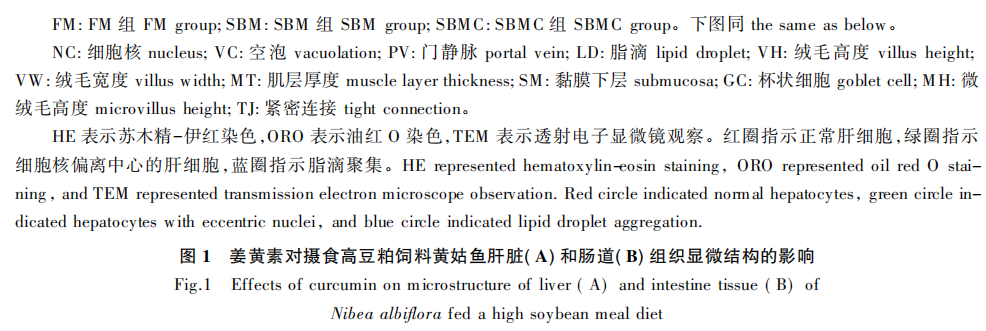 FM: FM 组 FM group; SBM: SBM 组 SBM group; SBMC: SBMC 组 SBMC group。下图同 the same as below。
NC: 细胞核 nucleus; VC: 空泡 vacuolation; PV: 门静脉 portal vein; LD: 脂滴 lipid droplet; VH: 绒毛高度 villus height;
VW: 绒毛宽度 villus width; MT: 肌层厚度 muscle layer thickness; SM: 黏膜下层 submucosa; GC: 杯状细胞 goblet cell; MH: 微
绒毛高度 microvillus height; TJ: 紧密连接 tight connection。
HE 表示苏木精-伊红染色,ORO 表示油红 O 染色,TEM 表示透射电子显微镜观察。红圈指示正常肝细胞,绿圈指示
细胞核偏离中心的肝细胞,蓝圈指示脂滴聚集。HE represented hematoxylin-eosin staining, ORO represented oil red O stai-
ning, and TEM represented transmission electron microscope observation. Red circle indicated normal hepatocytes, green circle in-
dicated hepatocytes with eccentric nuclei, and blue circle indicated lipid droplet aggregation.
图 1 姜黄素对摄食高豆粕饲料黄姑鱼肝脏( A) 和肠道( B) 组织显微结构的影响
Fig.1 Effects of curcumin on microstructure of liver ( A) and intestine tissue ( B) of
Nibea albiflora fed a high soybean meal diet